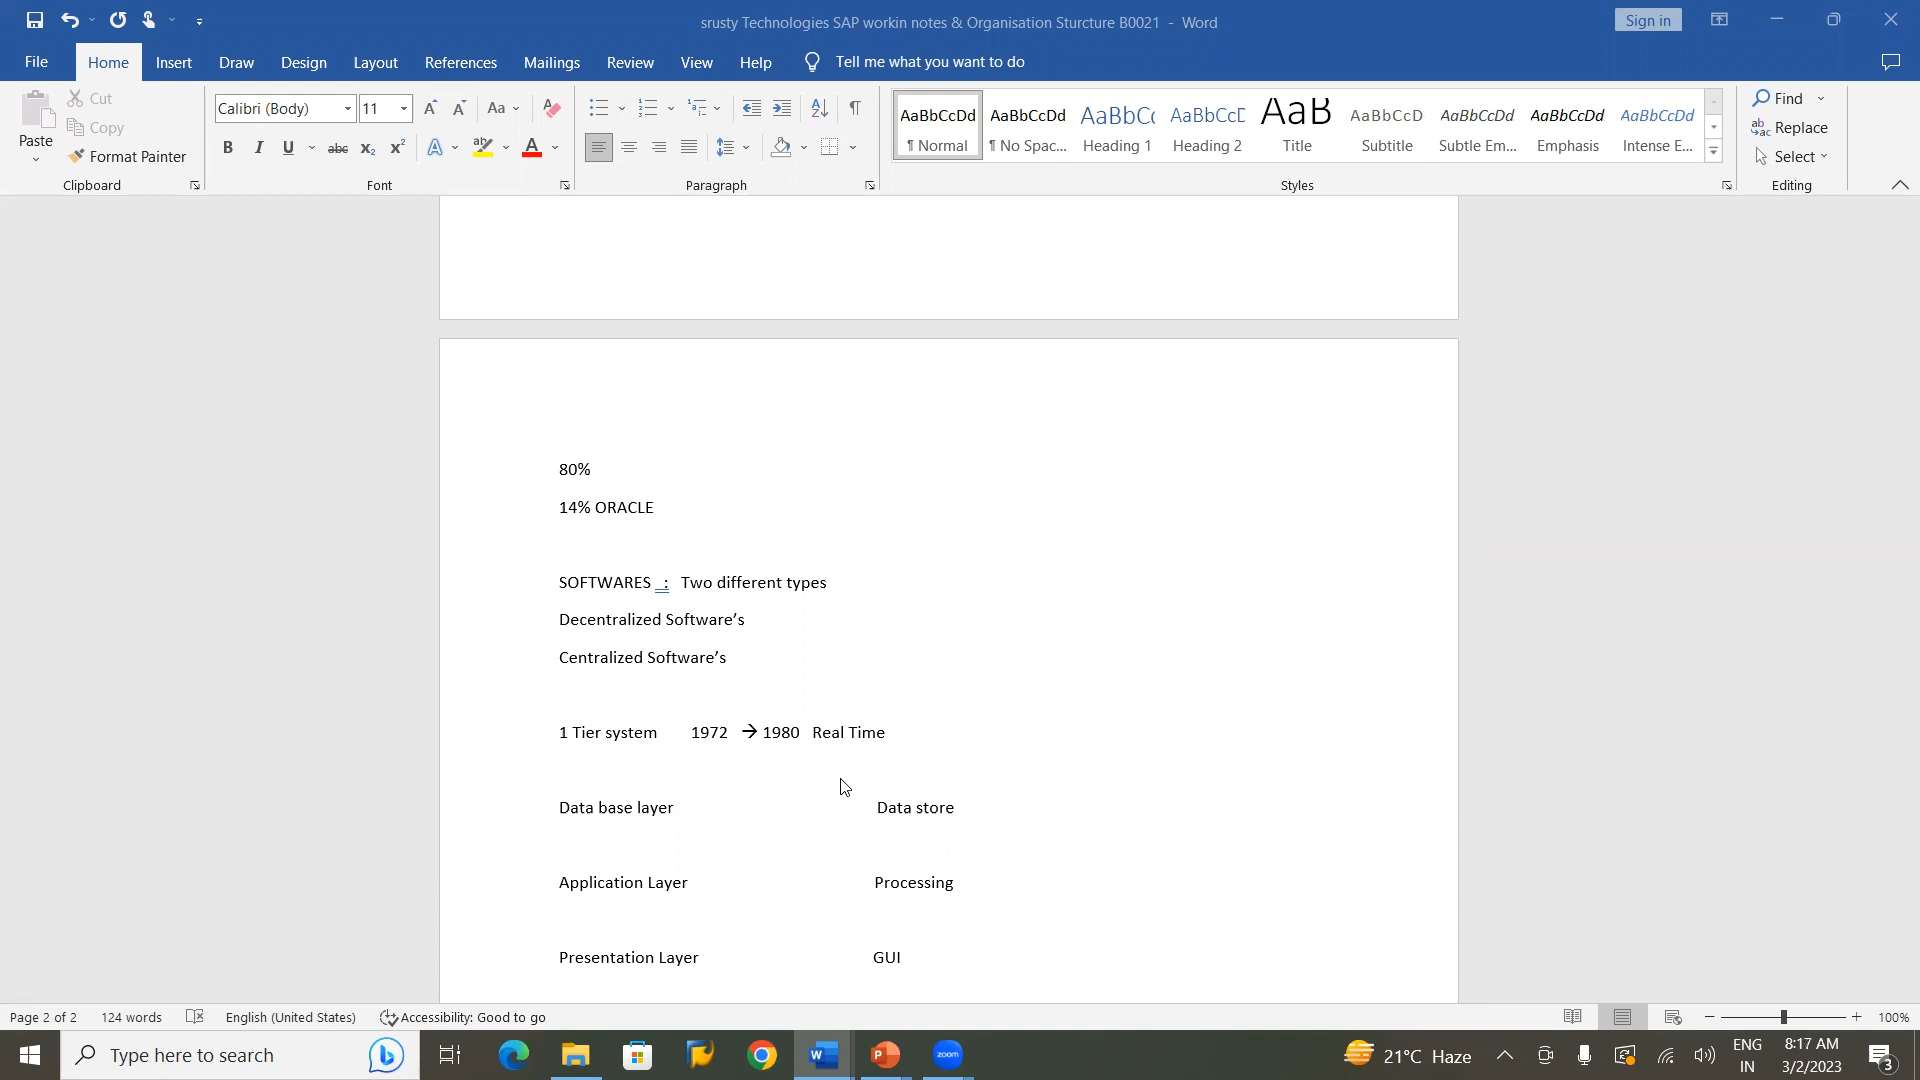 srusty Technologies SAP workin notes & Organisation Sturcture B0021 - Word
Sign in
File Home Insert Draw Design Layout References Mailings Review View Help Tell me what you want to do
Paste
Cut
Copy
Format Painter
Clipboard
Calibri (Body) 11
Font
Paragraph
AaBbCcDd AaBbCcDd AaBbCc AaBbCcD AaB AaBbCcD AaBbCcDd AaBbCcDd AaBbCcDd
¶ Normal ¶ No Spac... Heading 1 Heading 2 Title Subtitle Subtle Em... Emphasis Intense E...
Styles
Find
Replace
Select
Editing
80%
14% ORACLE
SOFTWARES : Two different types
Decentralized Software’s
Centralized Software’s
1 Tier system 1972 → 1980 Real Time
Data base layer Data store
Application Layer Processing
Presentation Layer GUI
Page 2 of 2 124 words English (United States) Accessibility: Good to go 100%
Type here to search
zoom
21°C Haze
ENG
IN
8:17 AM
3/2/2023
3